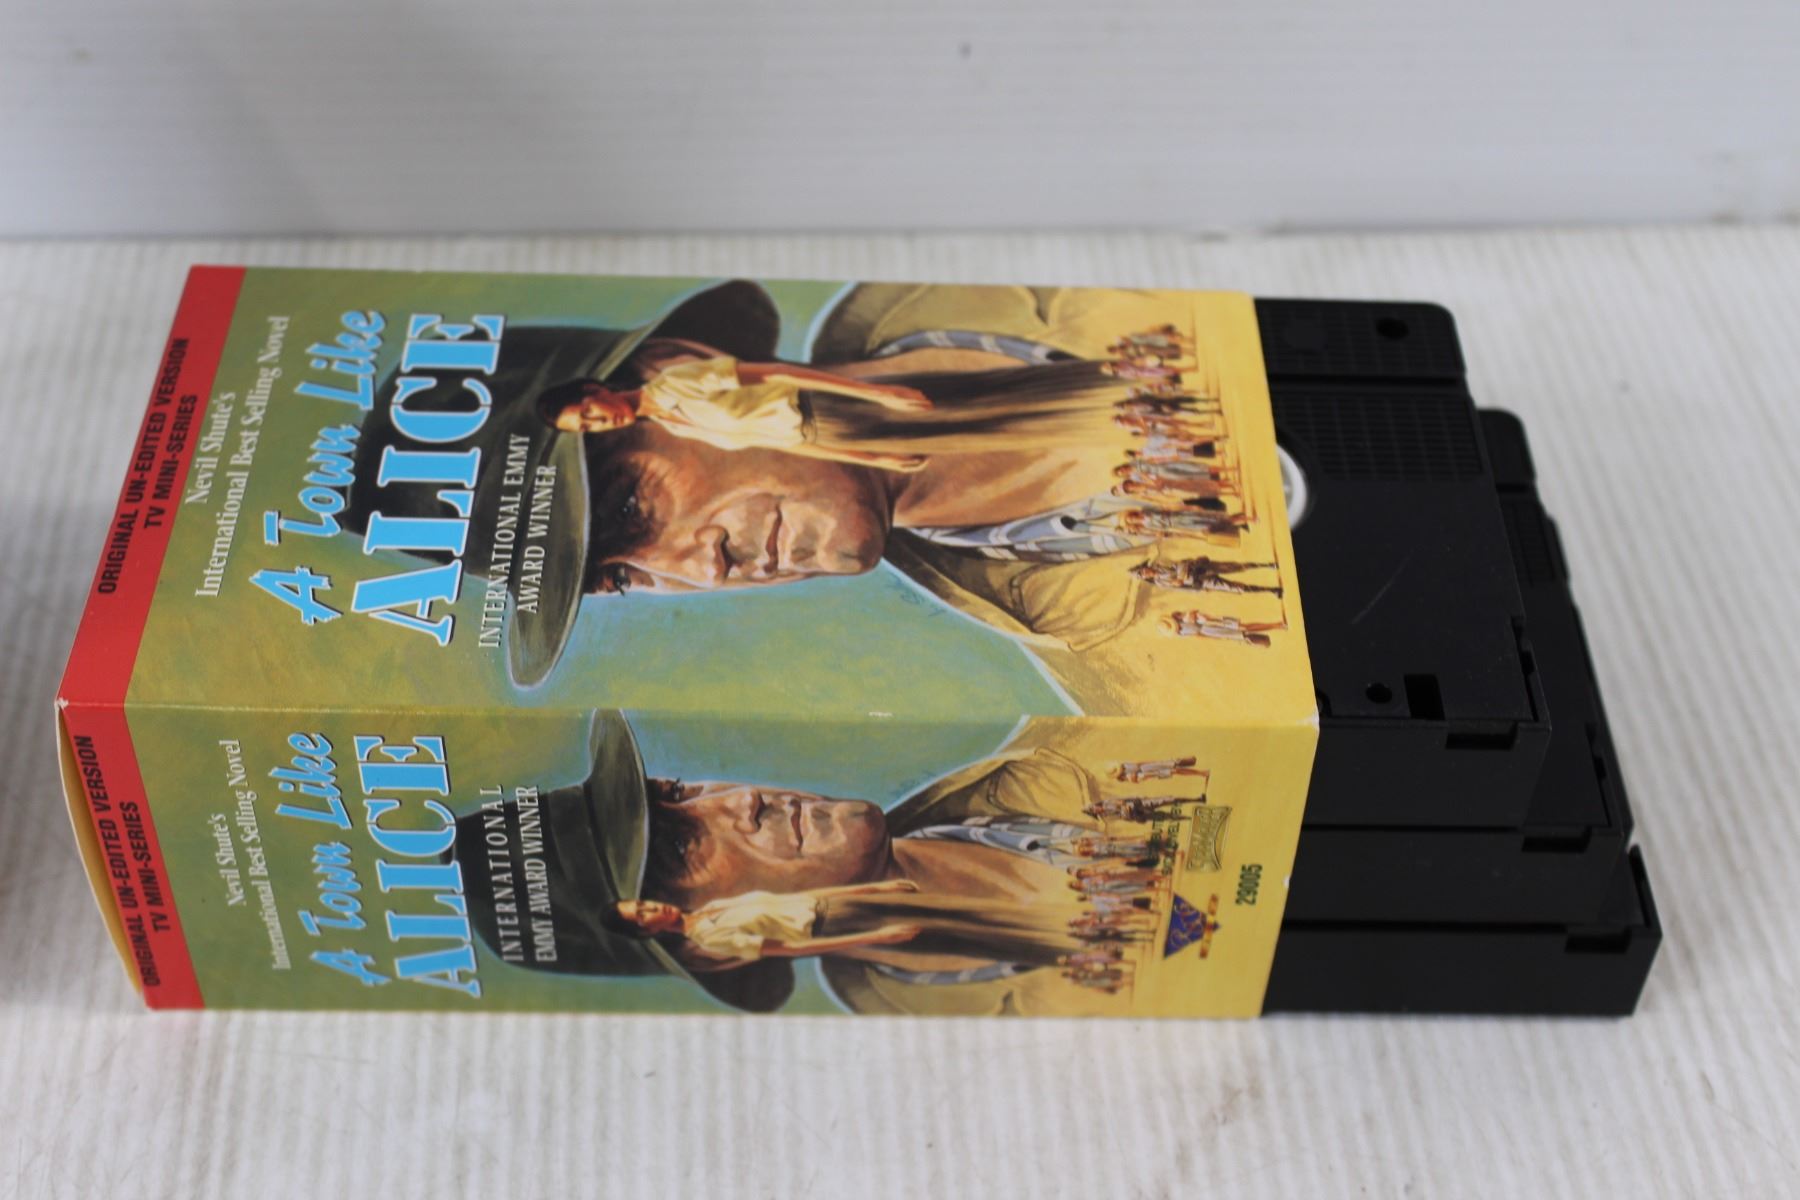 ORIGINAL UN-EDITED VERSION
TV MINI-SERIES
Nevil Shute's
International Best Selling Novel
A Town Like
ALICE
INTERNATIONAL EMMY
AWARD WINNER
ORIGINAL UN-EDITED VERSION
TV MINI-SERIES
Nevil Shute's
International Best Selling Novel
A Town Like
ALICE
INTERNATIONAL
EMMY AWARD WINNER
29005